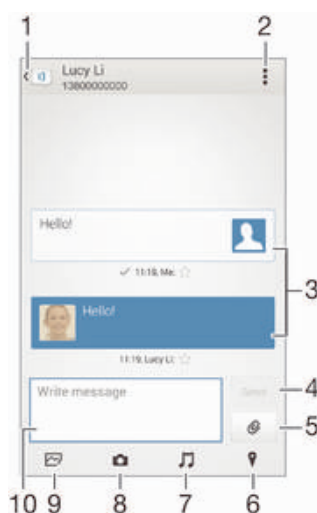 1 2
Lucy Li
13800000000
Hello!
11:19, Me:
3
Hello!
11:19, Lucy Li:
Write message
Send 4
5
10 9 8 7 6